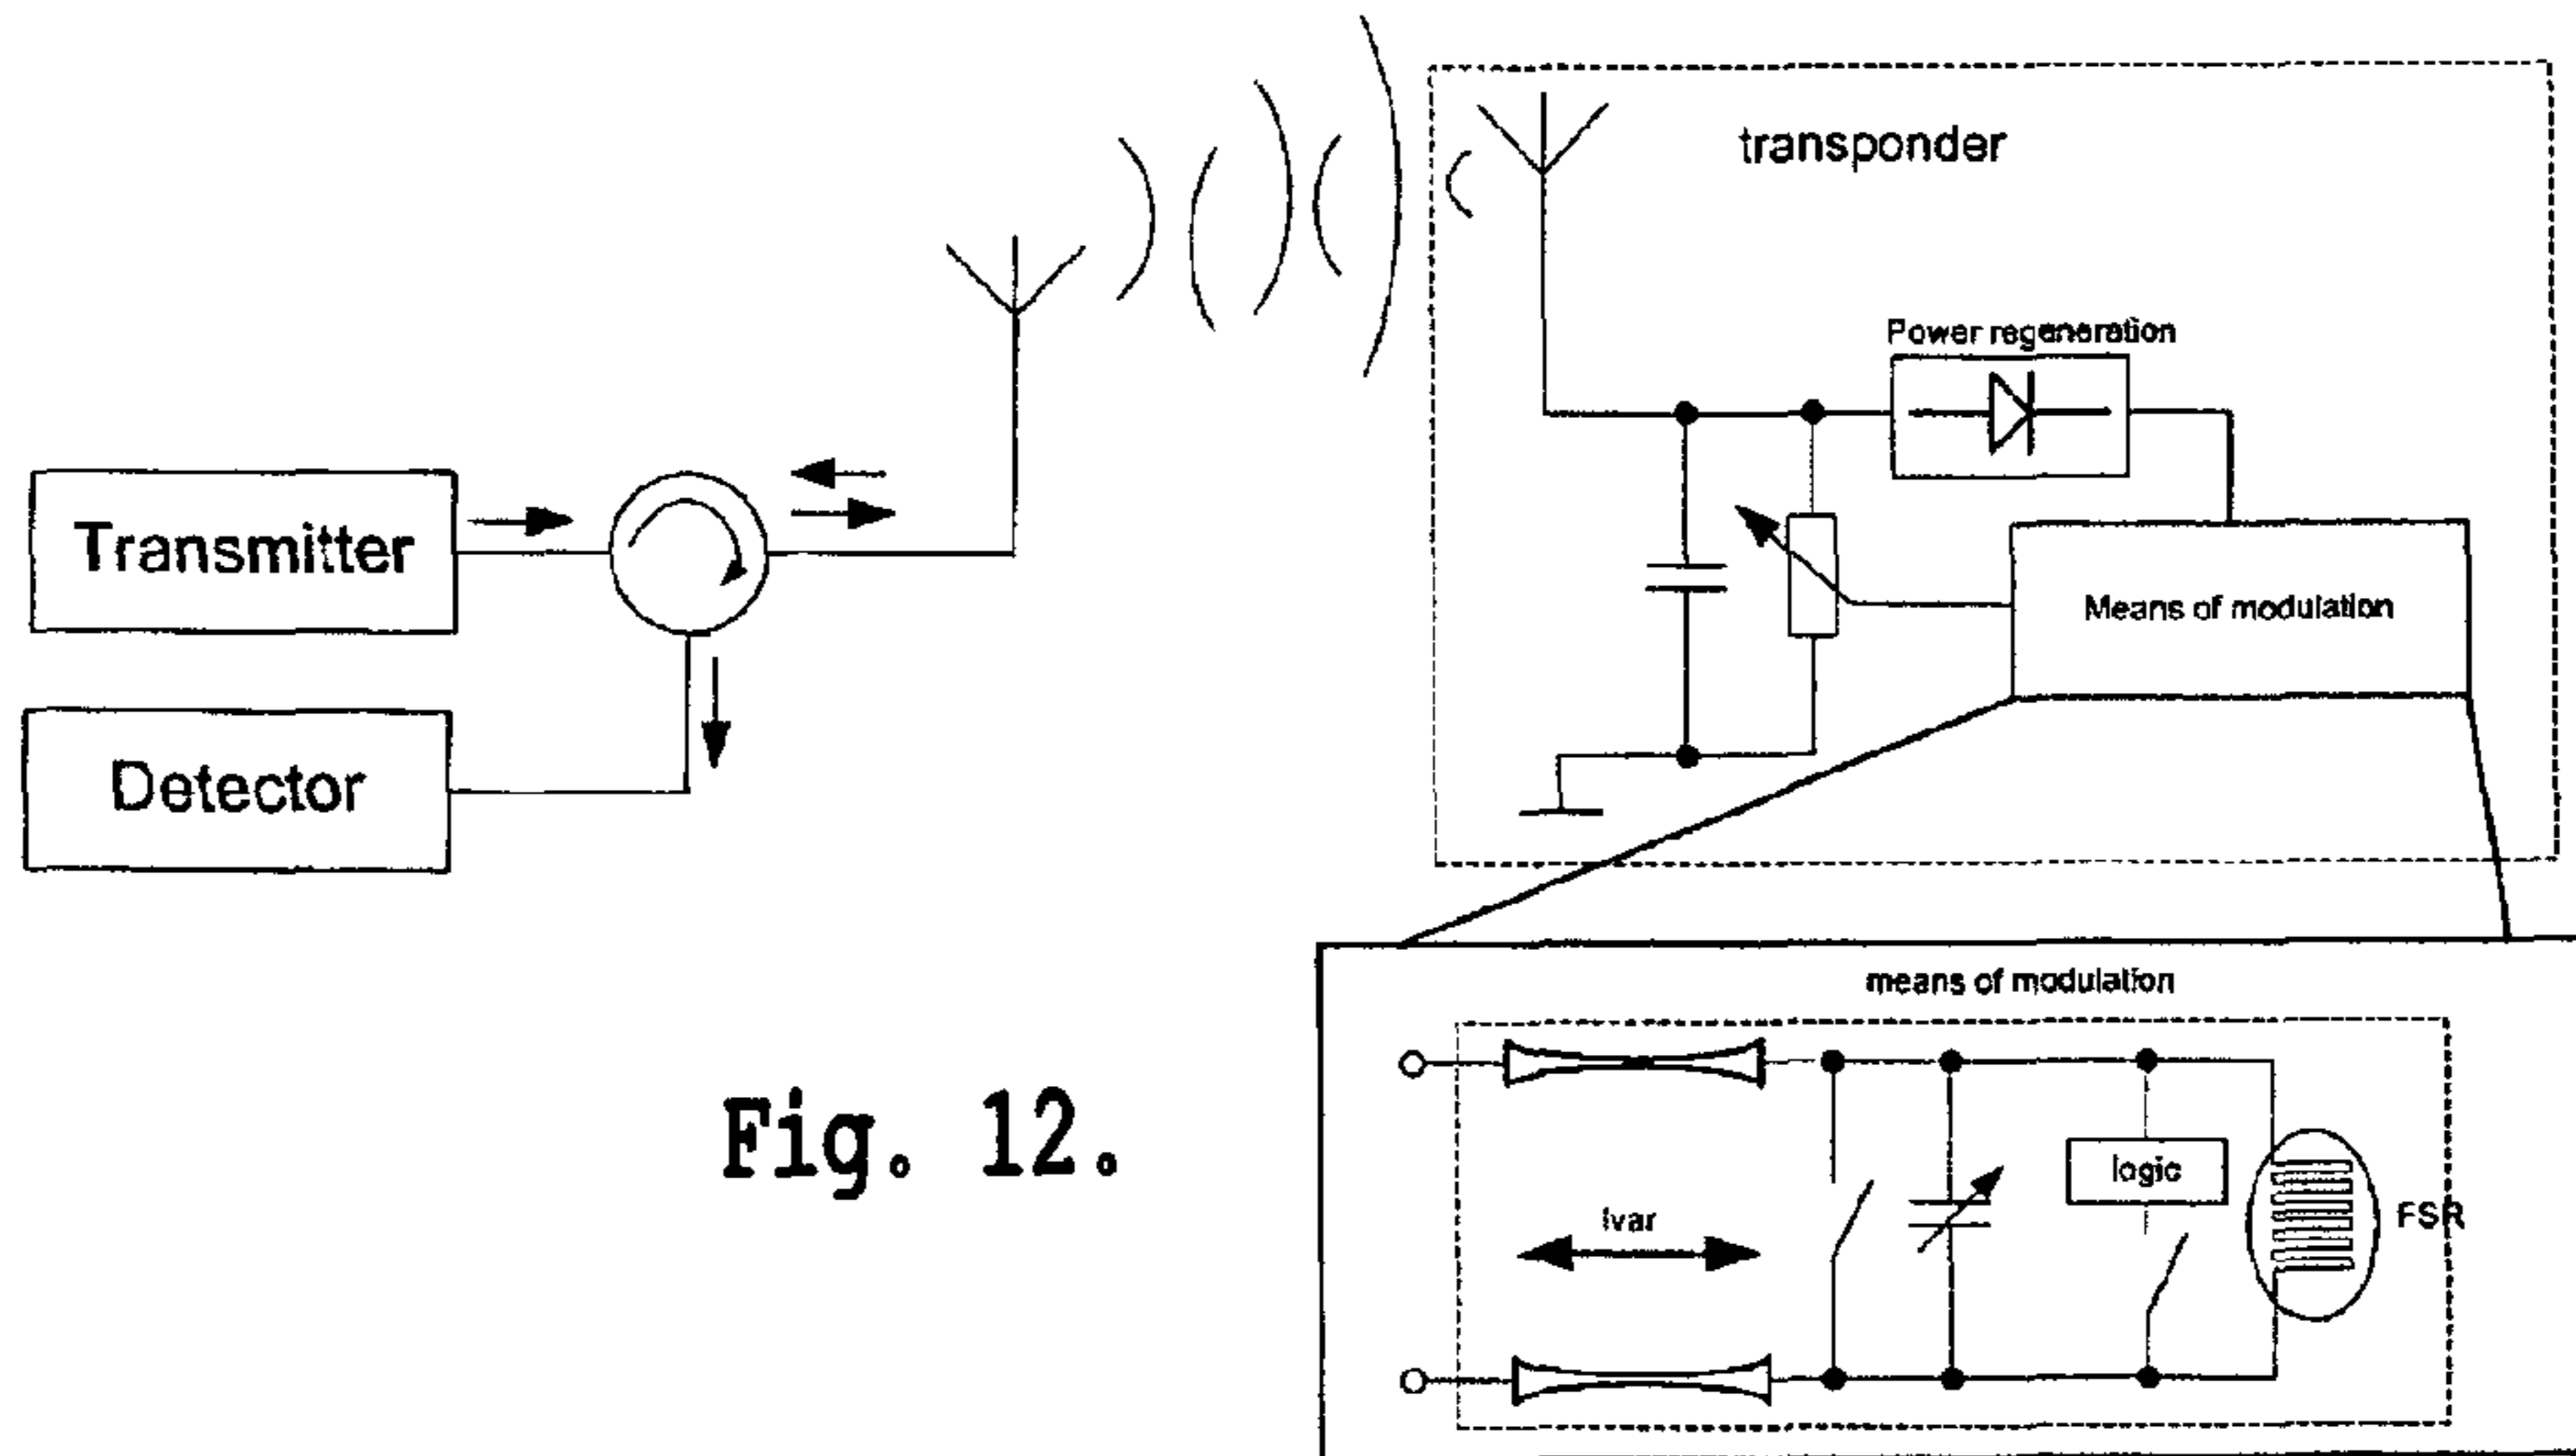 transponder
Power regeneration
Transmitter
Means of modulation
Detector
means of modulation
Fig. 12.
logic
lvar
FSR